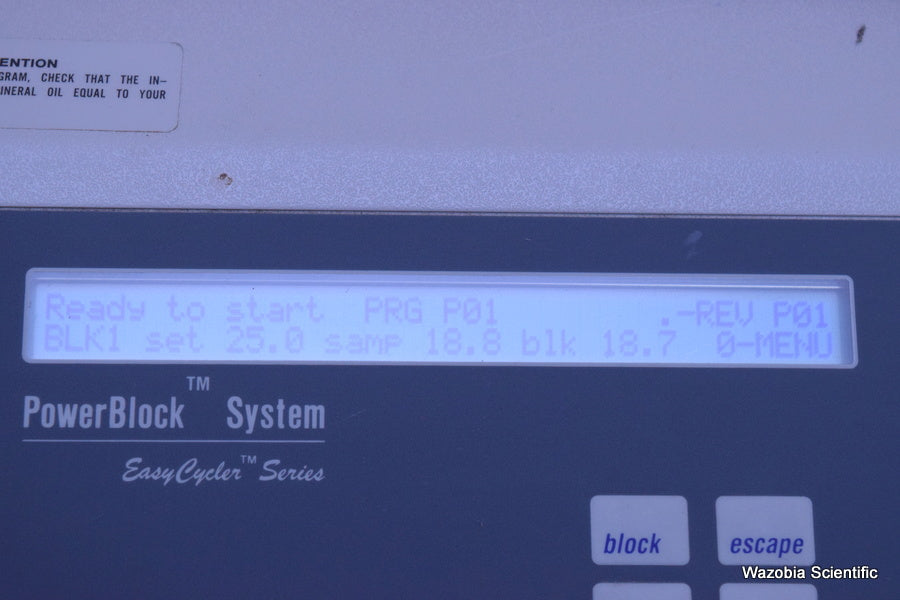 ENTION
GRAM, CHECK THAT THE IN-
INERAL OIL EQUAL TO YOUR
Ready to start PRG P01 .-REV P01
BLK1 set 25.0 samp 18.8 blk 18.7 0-MENU
PowerBlock™ System
EasyCycler™ Series
block
escape
Wazobia Scientific